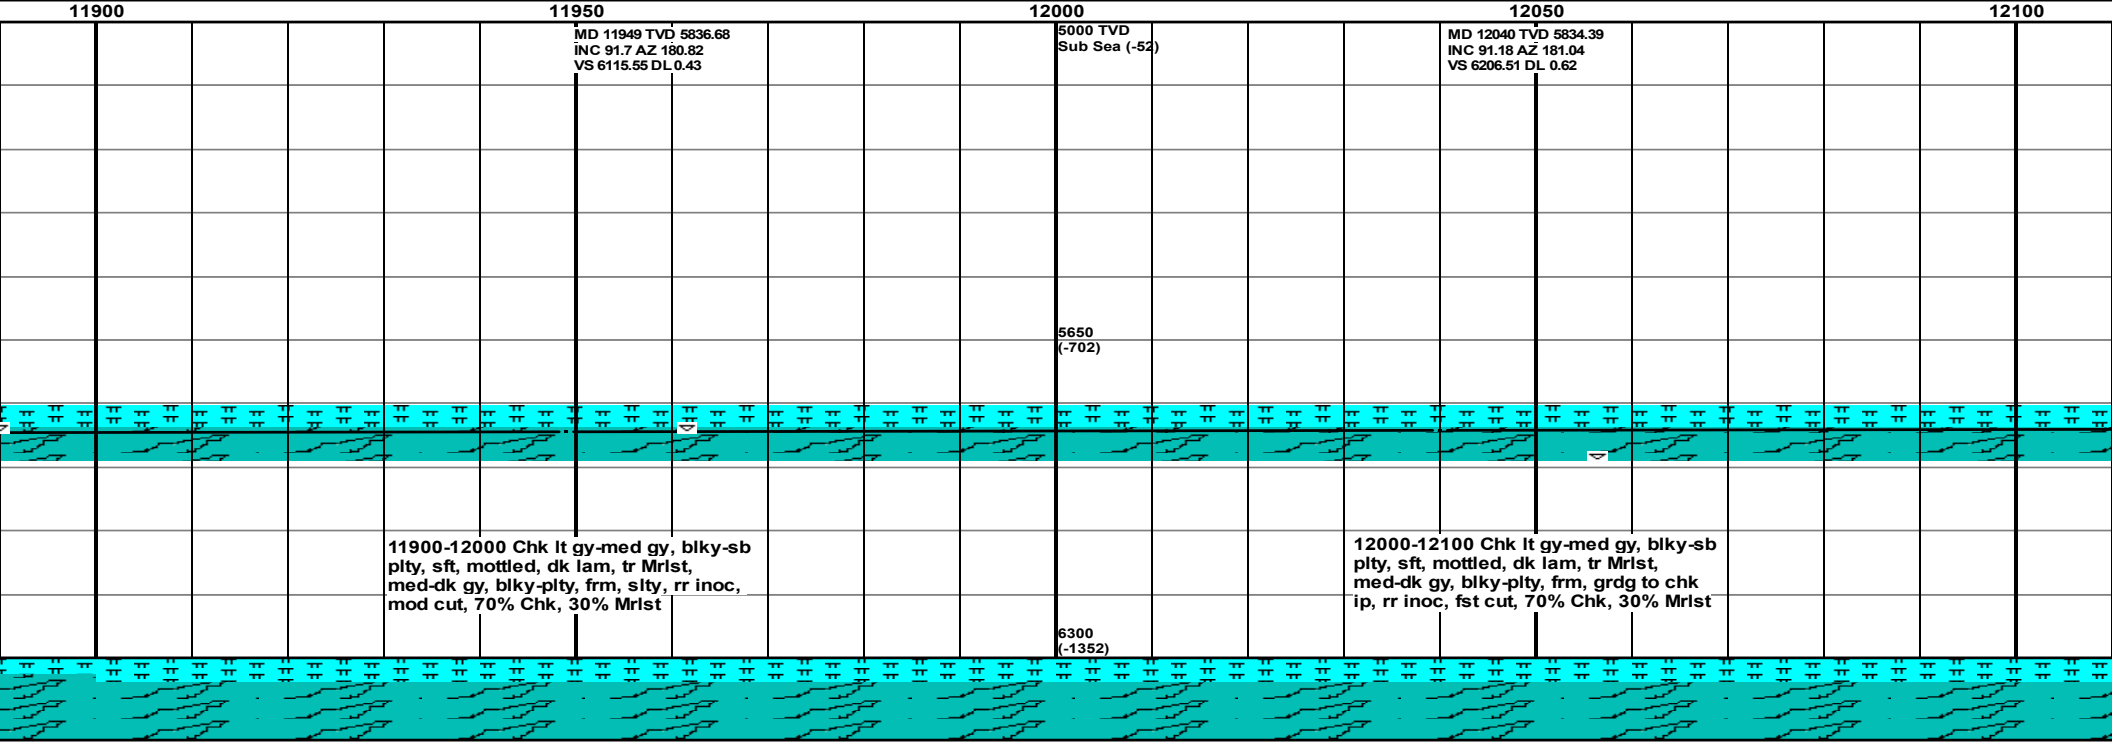 11900 11950 12000 12050 12100
MD 11949 TVD 5836.68
INC 91.7 AZ 180.82
VS 6115.55 DL 0.43
5000 TVD
Sub Sea (-52)
MD 12040 TVD 5834.39
INC 91.18 AZ 181.04
VS 6206.51 DL 0.62
5650
(-702)
11900-12000 Chk lt gy-med gy, blky-sb
plty, sft, mottled, dk lam, tr Mrlst,
med-dk gy, blky-plty, frm, slty, rr inoc,
mod cut, 70% Chk, 30% Mrlst
12000-12100 Chk lt gy-med gy, blky-sb
plty, sft, mottled, dk lam, tr Mrlst,
med-dk gy, blky-plty, frm, grdg to chk
ip, rr inoc, fst cut, 70% Chk, 30% Mrlst
6300
(-1352)